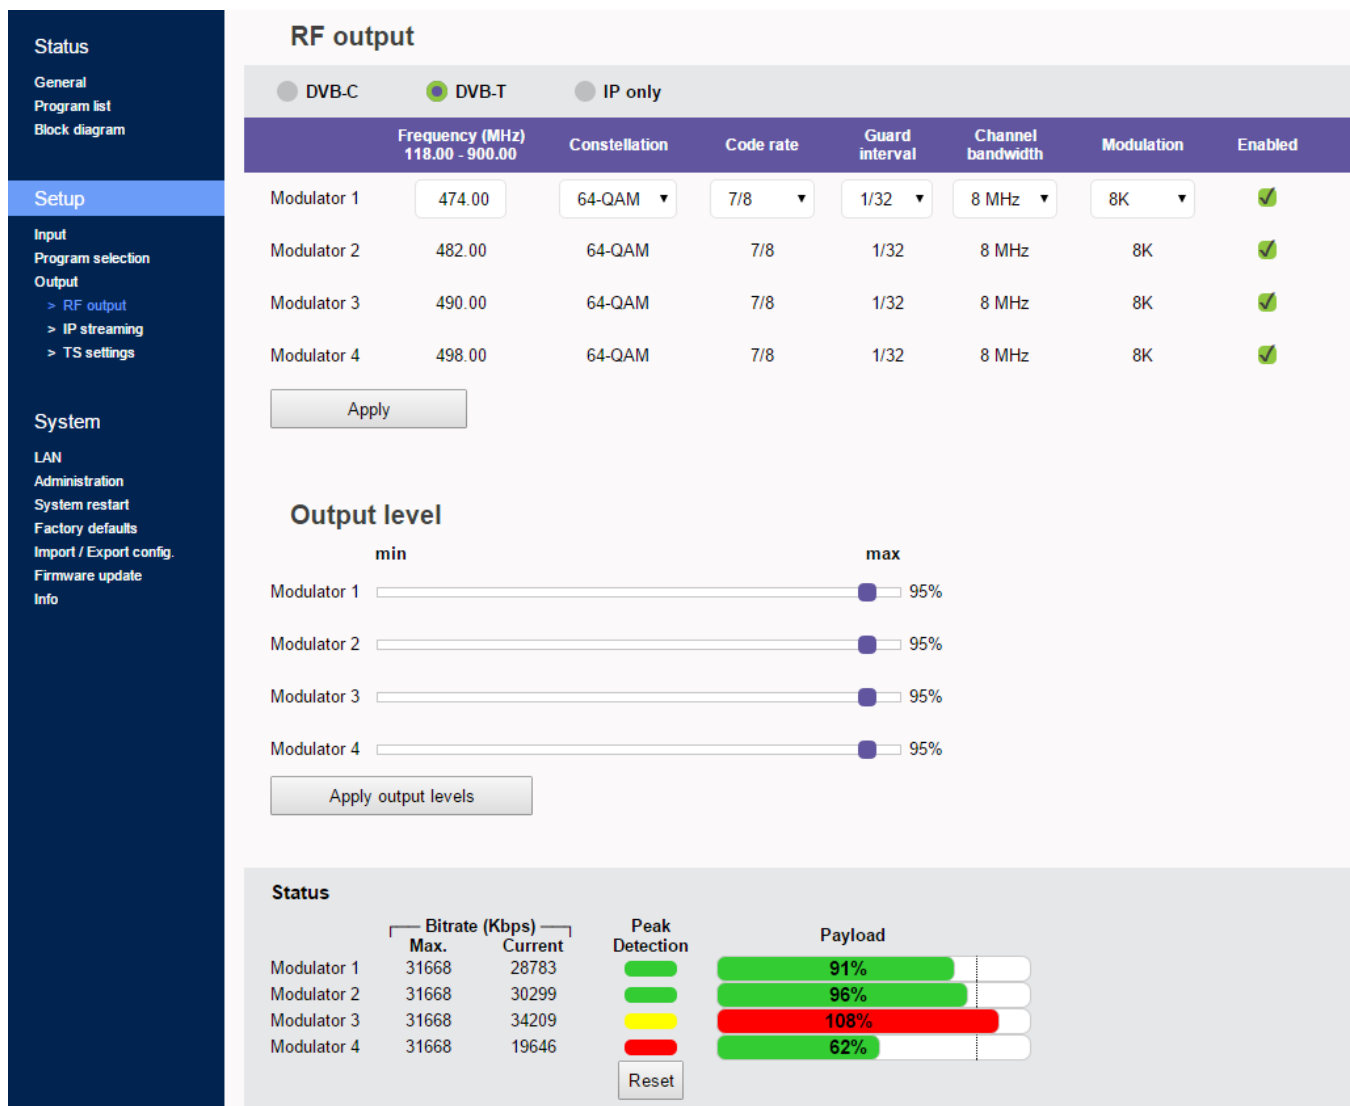 Status
General
Program list
Block diagram
Setup
Input
Program selection
Output
> RF output
> IP streaming
> TS settings
System
LAN
Administration
System restart
Factory defaults
Import / Export config.
Firmware update
Info
RF output
DVB-C DVB-T IP only
Frequency (MHz) 118.00 - 900.00 Constellation Code rate Guard interval Channel bandwidth Modulation Enabled
Modulator 1 474.00 64-QAM 7/8 1/32 8 MHz 8K
Modulator 2 482.00 64-QAM 7/8 1/32 8 MHz 8K
Modulator 3 490.00 64-QAM 7/8 1/32 8 MHz 8K
Modulator 4 498.00 64-QAM 7/8 1/32 8 MHz 8K
Apply
Output level
min max
Modulator 1 95%
Modulator 2 95%
Modulator 3 95%
Modulator 4 95%
Apply output levels
Status
Bitrate (Kbps) Peak Detection Payload
Max. Current
Modulator 1 31668 28783 91%
Modulator 2 31668 30299 96%
Modulator 3 31668 34209 108%
Modulator 4 31668 19646 62%
Reset